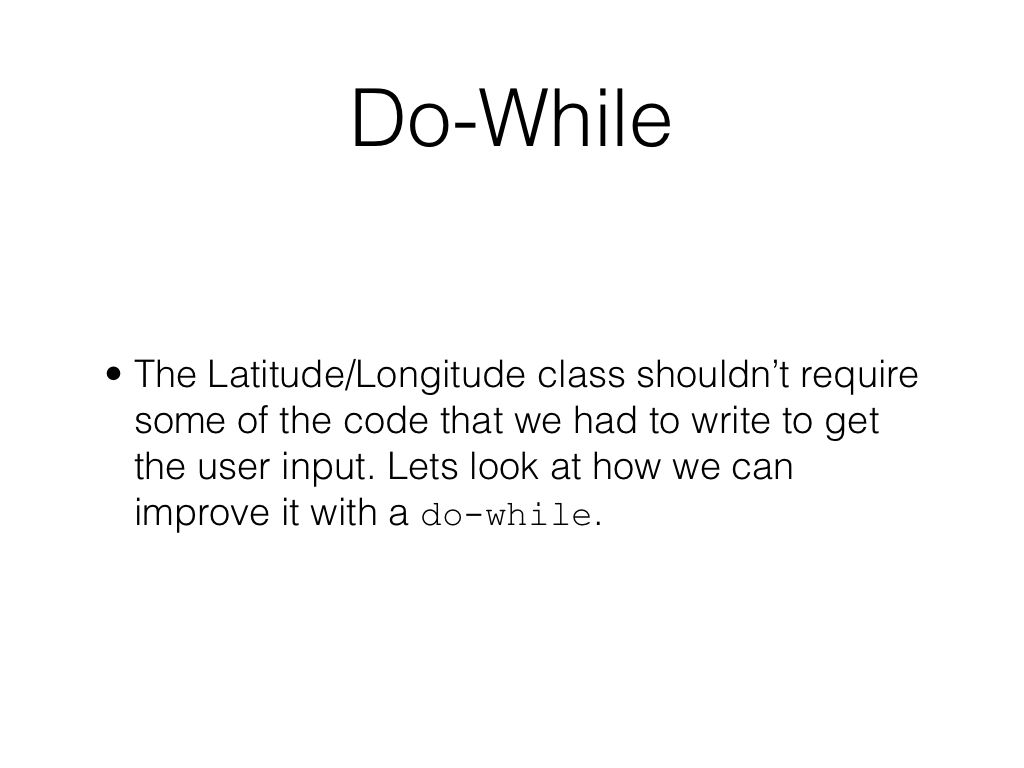 Do-While
• The Latitude/Longitude class shouldn’t require
some of the code that we had to write to get
the user input. Lets look at how we can
improve it with a do-while.